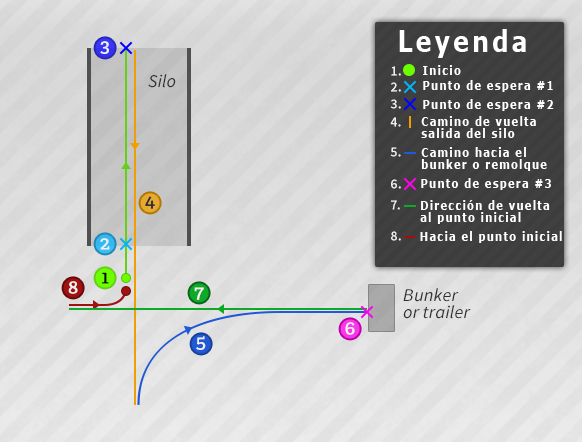 3
Silo
4
2
1
8
7
5
6
Bunker
or trailer
Leyenda
1. Inicio
2. Punto de espera #1
3. Punto de espera #2
4. Camino de vuelta
salida del silo
5. Camino hacia el
bunker o remolque
6. Punto de espera #3
7. Dirección de vuelta
al punto inicial
8. Hacia el punto inicial